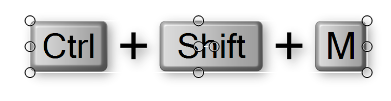 Ctrl + Shift + M